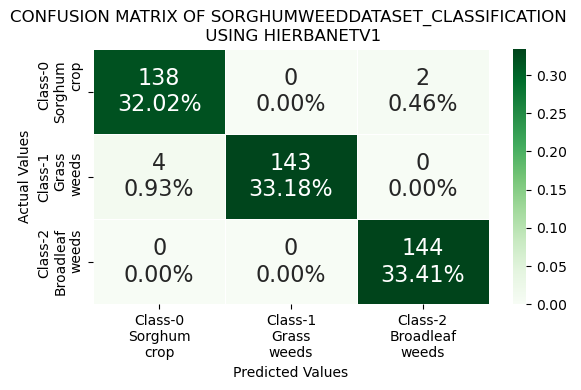 CONFUSION MATRIX OF SORGHUMWEEDDATASET_CLASSIFICATION
USING HIERBANETV1
Actual Values
Class-0
Sorghum
crop
138
32.02%
0
0.00%
2
0.46%
Class-1
Grass
weeds
4
0.93%
143
33.18%
0
0.00%
Class-2
Broadleaf
weeds
0
0.00%
0
0.00%
144
33.41%
Class-0
Sorghum
crop
Class-1
Grass
weeds
Class-2
Broadleaf
weeds
Predicted Values
0.30
0.25
0.20
0.15
0.10
0.05
0.00